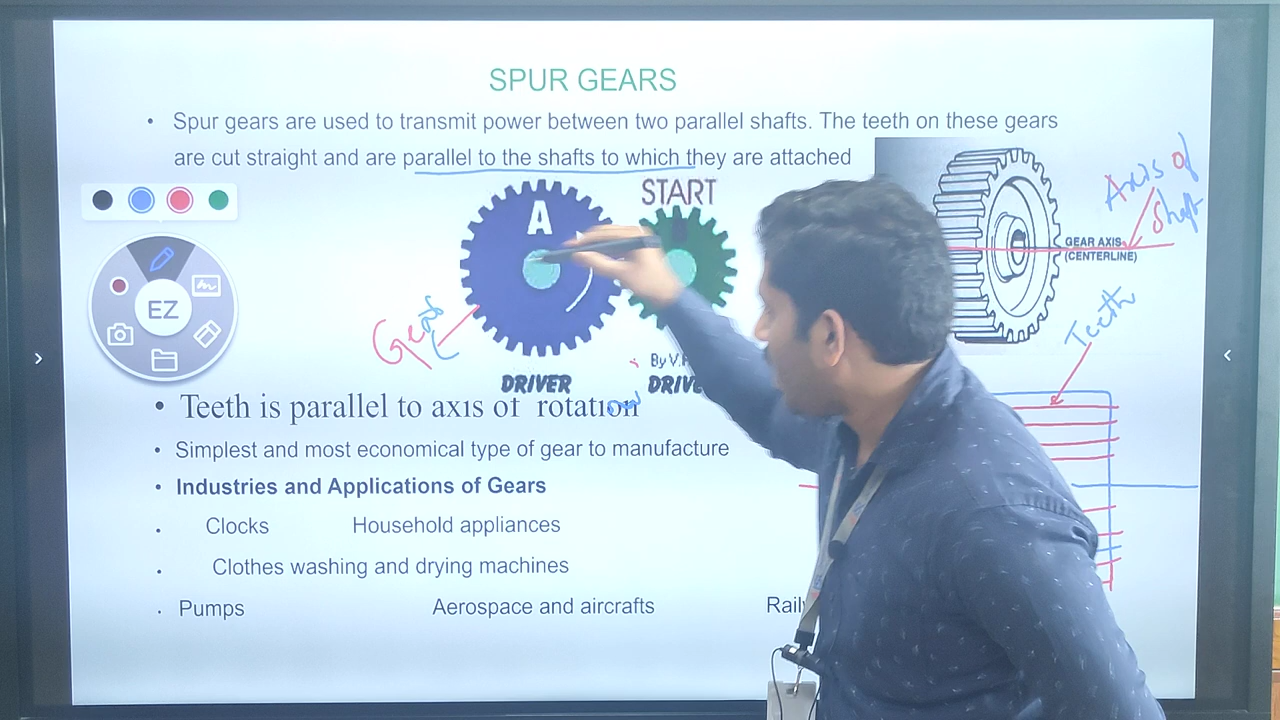 SPUR GEARS
• Spur gears are used to transmit power between two parallel shafts. The teeth on these gears
are cut straight and are parallel to the shafts to which they are attached
A
START
Axis of
shaft
GEAR AXIS
(CENTERLINE)
Teeth
Gear
EZ
By V.
DRIVER
DRIVE
• Teeth is parallel to axis of rotation
• Simplest and most economical type of gear to manufacture
• Industries and Applications of Gears
• Clocks Household appliances
• Clothes washing and drying machines
• Pumps Aerospace and aircrafts Rail